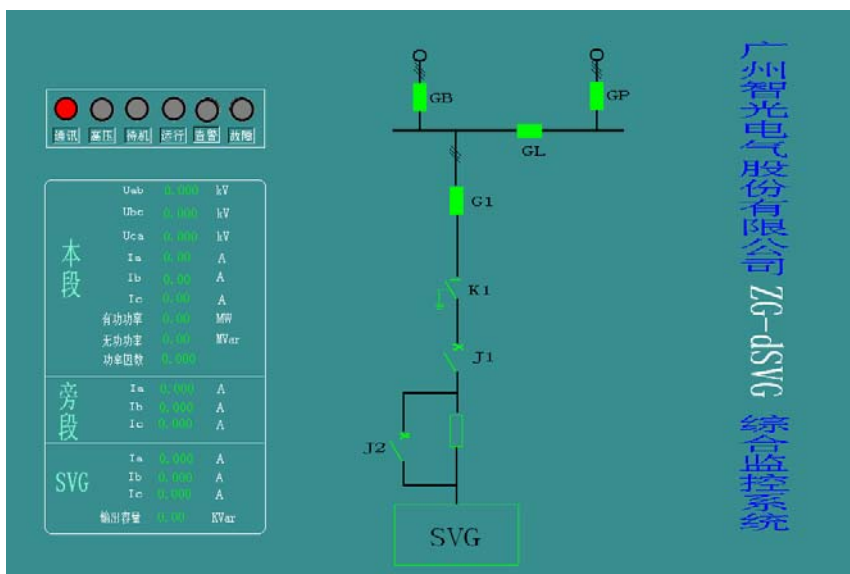 通讯 高压 待机 运行 告警 故障
本段
Uab 0.000 kV
Ubc 0.000 kV
Uca 0.000 kV
Ia 0.00 A
Ib 0.00 A
Ic 0.00 A
有功功率 0.00 MW
无功功率 0.00 MVar
功率因数 0.000
旁段
Ia 0.000 A
Ib 0.000 A
Ic 0.000 A
SVG
Ia 0.000 A
Ib 0.000 A
Ic 0.000 A
输出容量 0.00 KVar
GB
GP
GL
G1
K1
J1
J2
SVG
广州智光电气股份有限公司 ZG-dSVG 综合监控系统